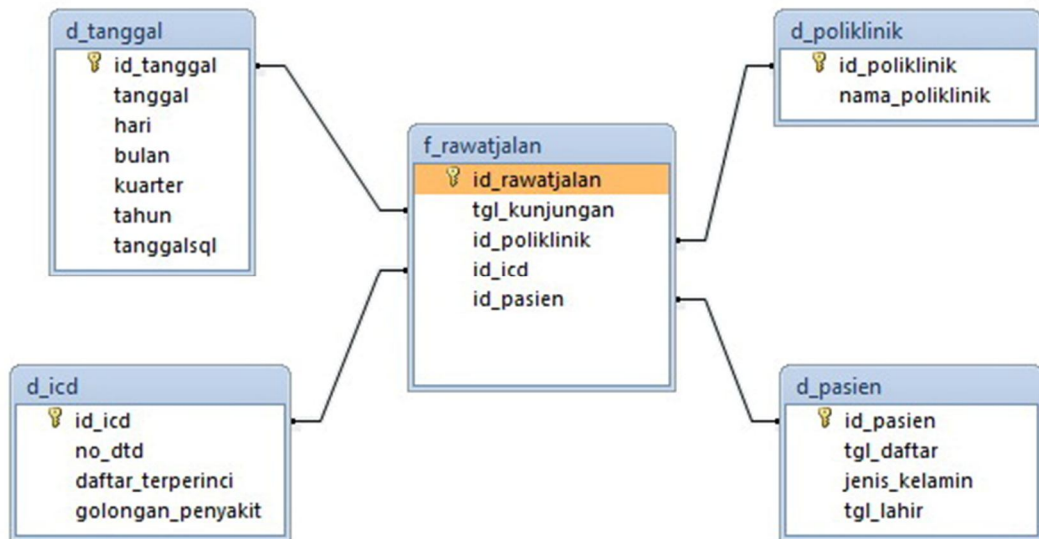 d_tanggal
id_tanggal
tanggal
hari
bulan
kuarter
tahun
tanggalsql
d_poliklinik
id_poliklinik
nama_poliklinik
f_rawatjalan
id_rawatjalan
tgl_kunjungan
id_poliklinik
id_icd
id_pasien
d_icd
id_icd
no_dtd
daftar_terperinci
golongan_penyakit
d_pasien
id_pasien
tgl_daftar
jenis_kelamin
tgl_lahir